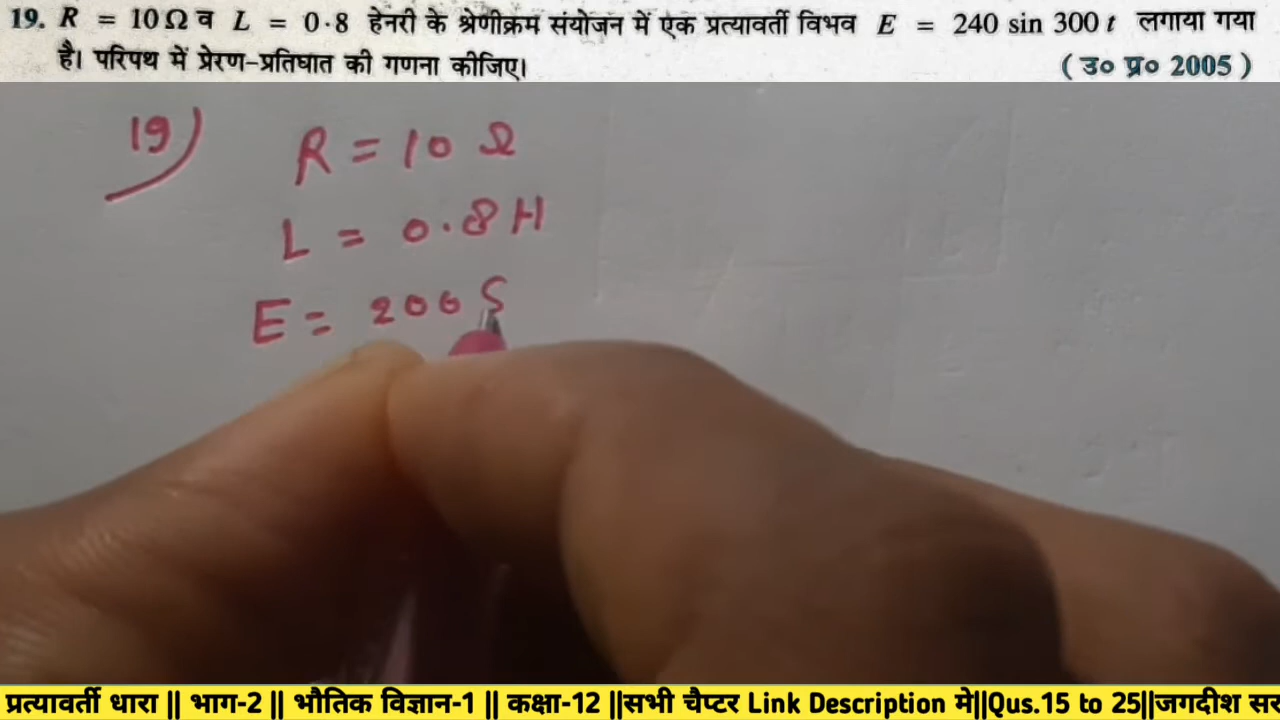 19. R = 10 Ω व L = 0·8 हेनरी के श्रेणीक्रम संयोजन में एक प्रत्यावर्ती विभव E = 240 sin 300 t लगाया गया
है। परिपथ में प्रेरण-प्रतिघात की गणना कीजिए। ( उ० प्र० 2005 )
19)
R = 10 Ω
L = 0.8 H
E = 200 S
प्रत्यावर्ती धारा || भाग-2 || भौतिक विज्ञान-1 || कक्षा-12 ||सभी चैप्टर Link Description मे||Qus.15 to 25||जगदीश सर